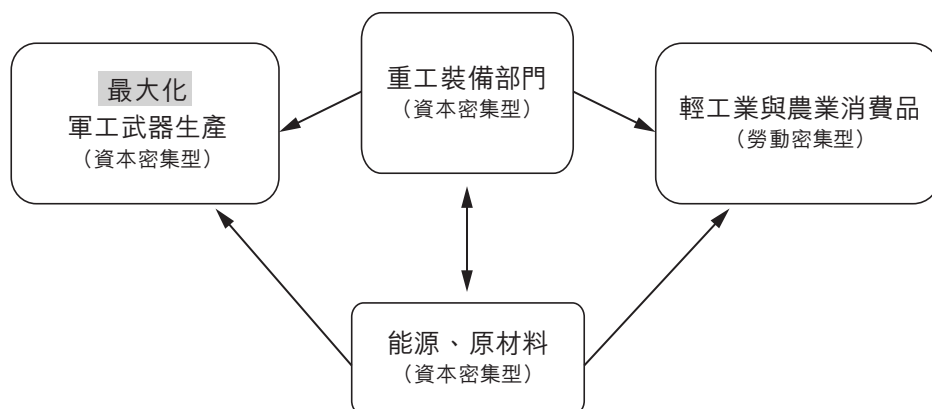 最大化
軍工武器生產
（資本密集型）
重工裝備部門
（資本密集型）
輕工業與農業消費品
（勞動密集型）
能源、原材料
（資本密集型）